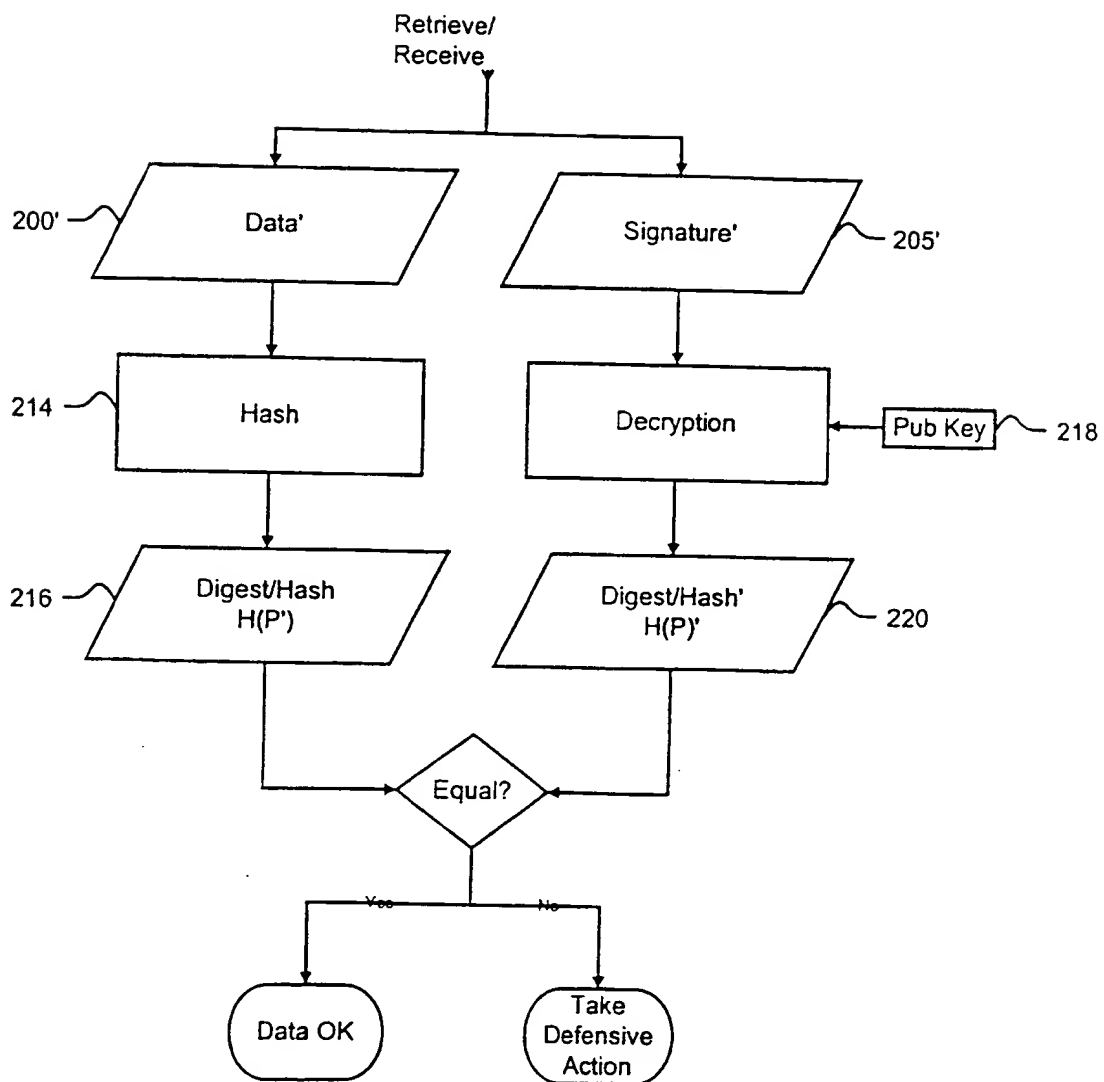 Retrieve/
Receive
200'
Data'
Signature'
205'
214
Hash
Decryption
Pub Key
218
216
Digest/Hash
H(P')
Digest/Hash'
H(P)'
220
Equal?
Yes
No
Data OK
Take
Defensive
Action